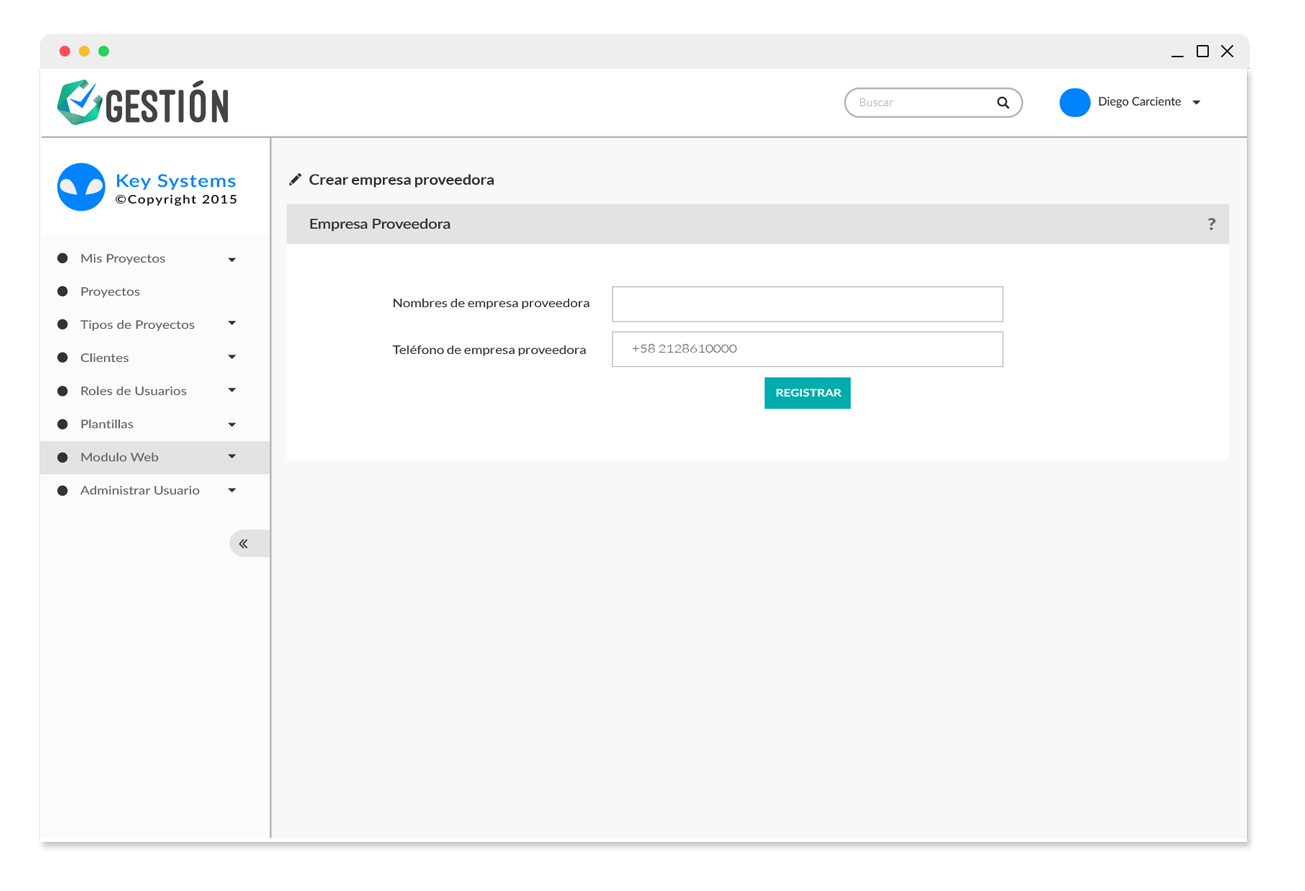 GESTIÓN
Buscar
Diego Carciente
Key Systems
©Copyright 2015
Crear empresa proveedora
Empresa Proveedora
?
Mis Proyectos
Proyectos
Tipos de Proyectos
Clientes
Roles de Usuarios
Plantillas
Modulo Web
Administrar Usuario
«
Nombres de empresa proveedora
Teléfono de empresa proveedora
+58 2128610000
REGISTRAR